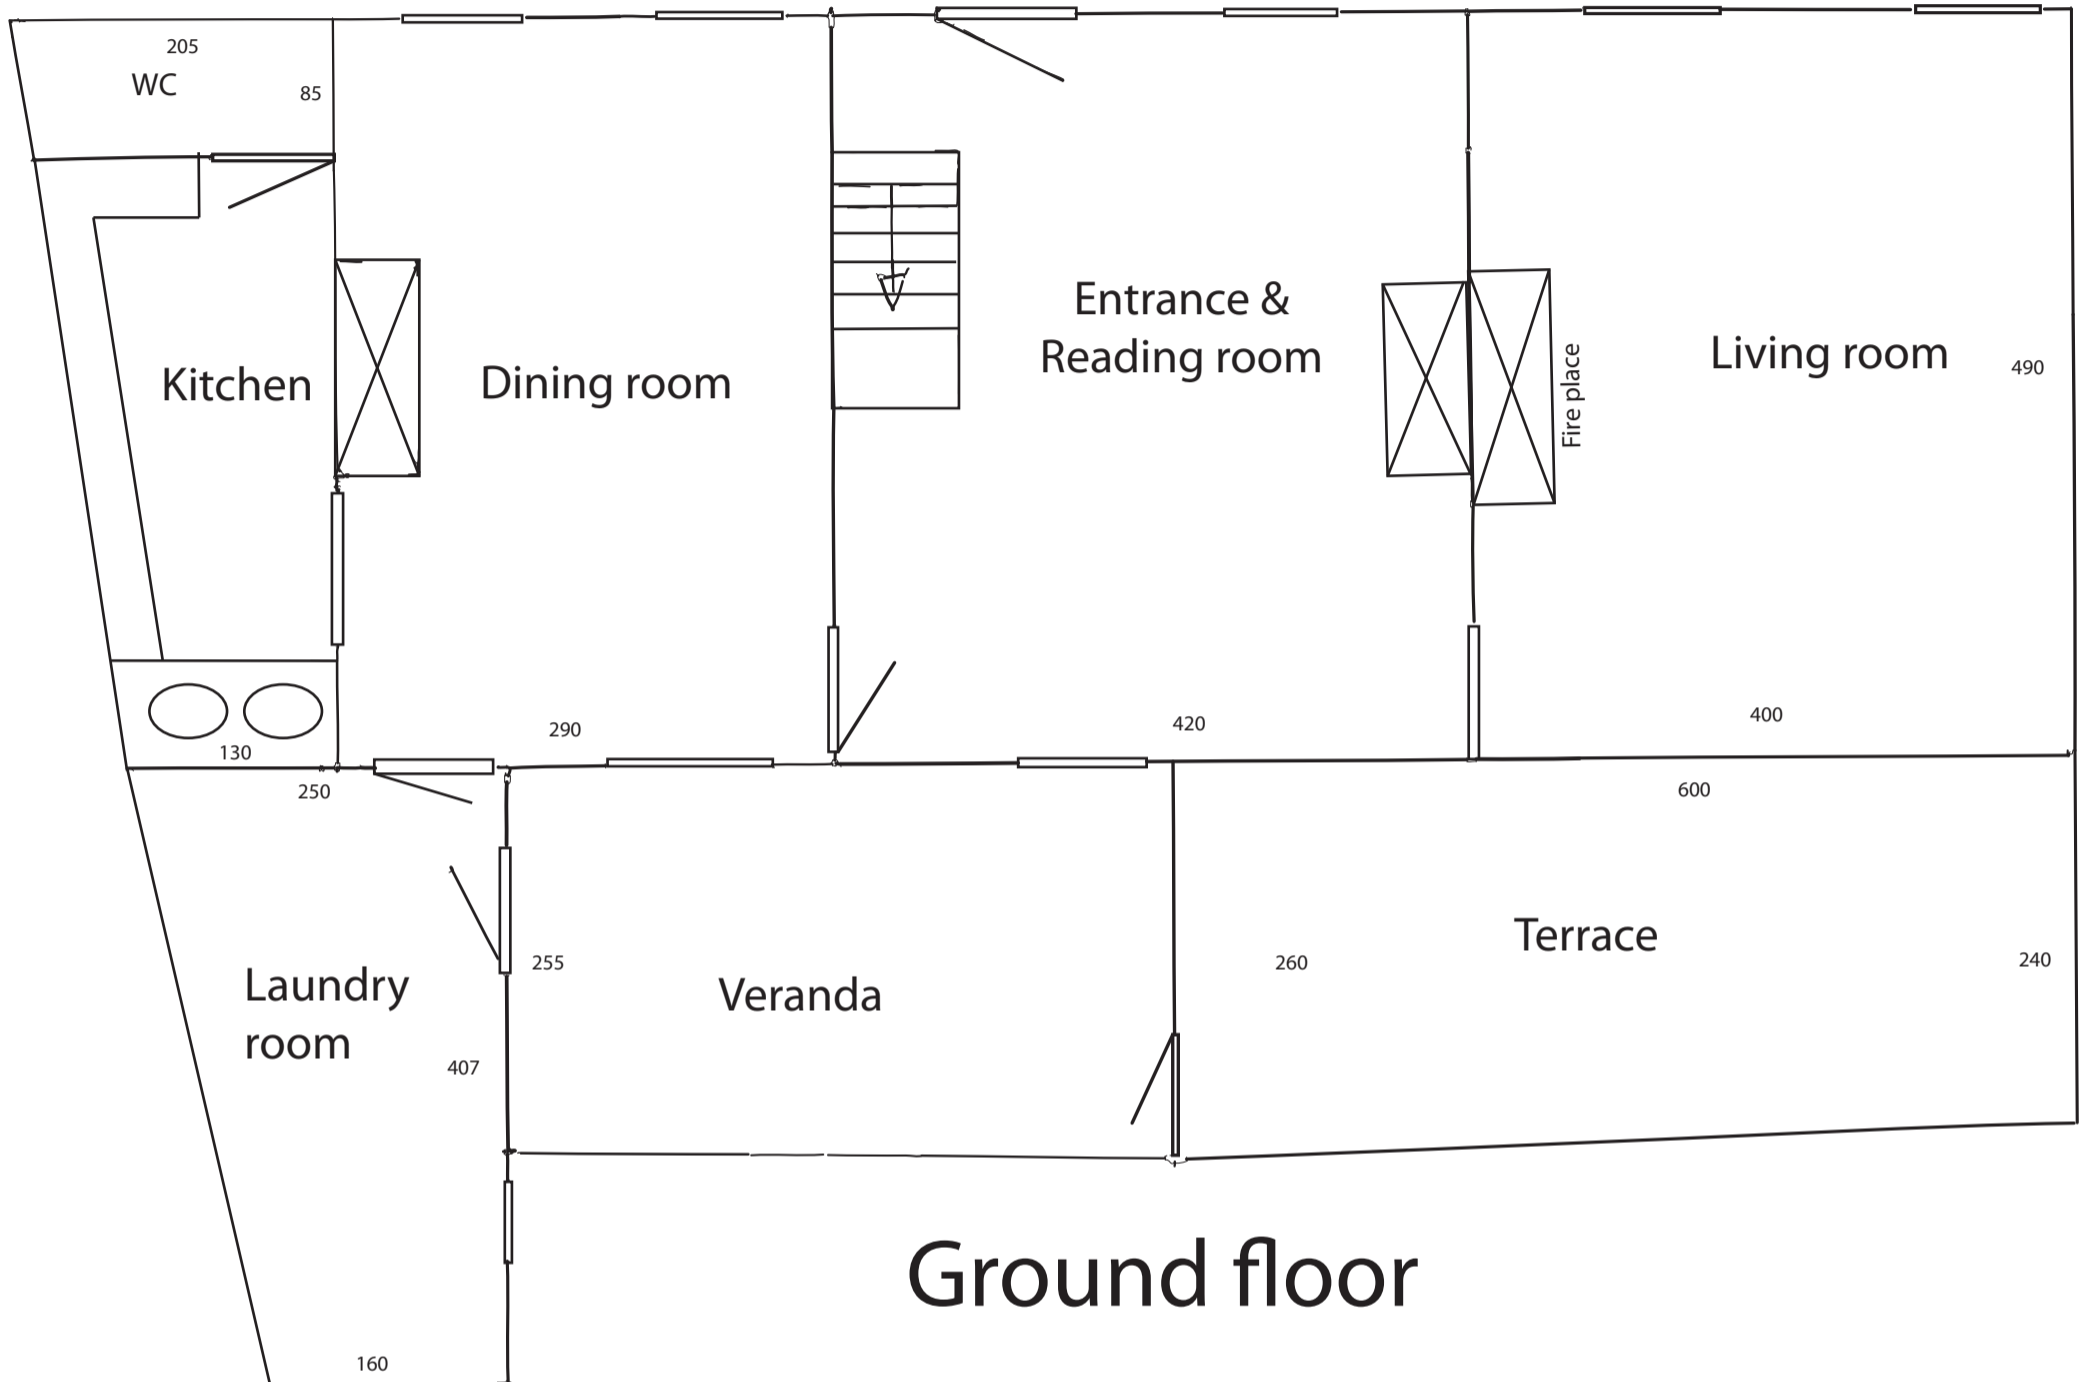 205
WC
85
Entrance &
Reading room
Kitchen
Dining room
Fire place
Living room
490
130
290
420
400
250
600
255
260
240
Laundry
room
Veranda
Terrace
407
Ground floor
160